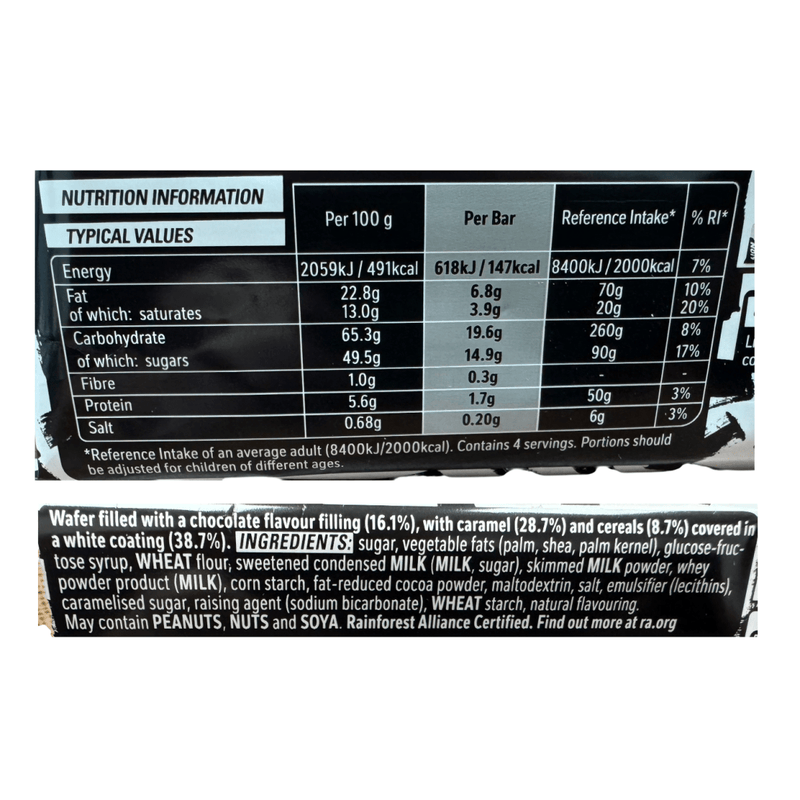 NUTRITION INFORMATION
TYPICAL VALUES
Per 100 g Per Bar Reference Intake* % RI*
Energy 2059kJ / 491kcal 618kJ / 147kcal 8400kJ / 2000kcal 7%
Fat 22.8g 6.8g 70g 10%
of which: saturates 13.0g 3.9g 20g 20%
Carbohydrate 65.3g 19.6g 260g 8%
of which: sugars 49.5g 14.9g 90g 17%
Fibre 1.0g 0.3g - -
Protein 5.6g 1.7g 50g 3%
Salt 0.68g 0.20g 6g 3%
*Reference Intake of an average adult (8400kJ/2000kcal). Contains 4 servings. Portions should
be adjusted for children of different ages.
Wafer filled with a chocolate flavour filling (16.1%), with caramel (28.7%) and cereals (8.7%) covered in
a white coating (38.7%). INGREDIENTS: sugar, vegetable fats (palm, shea, palm kernel), glucose-fruc-
tose syrup, WHEAT flour, sweetened condensed MILK (MILK, sugar), skimmed MILK powder, whey
powder product (MILK), corn starch, fat-reduced cocoa powder, maltodextrin, salt, emulsifier (lecithins),
caramelised sugar, raising agent (sodium bicarbonate), WHEAT starch, natural flavouring.
May contain PEANUTS, NUTS and SOYA. Rainforest Alliance Certified. Find out more at ra.org